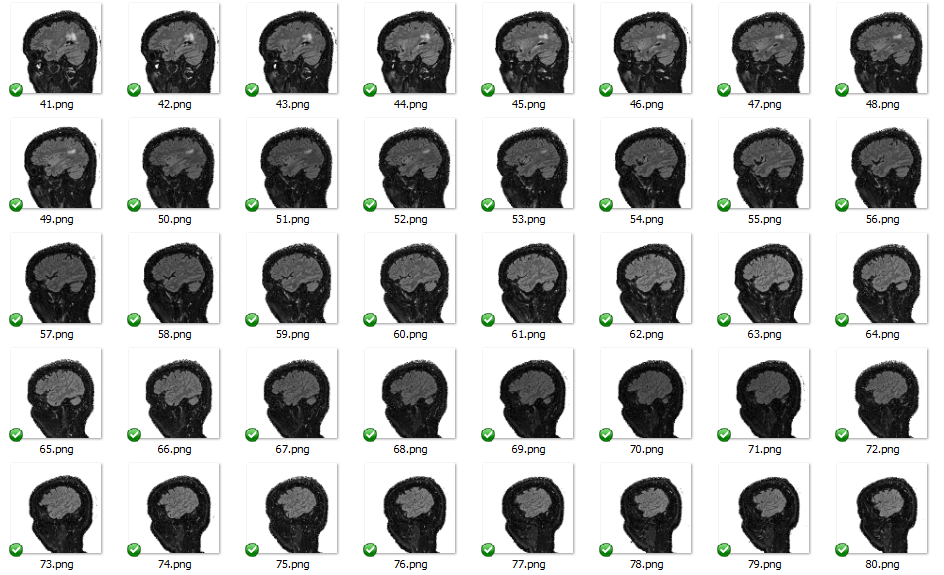 41.png 42.png 43.png 44.png 45.png 46.png 47.png 48.png
49.png 50.png 51.png 52.png 53.png 54.png 55.png 56.png
57.png 58.png 59.png 60.png 61.png 62.png 63.png 64.png
65.png 66.png 67.png 68.png 69.png 70.png 71.png 72.png
73.png 74.png 75.png 76.png 77.png 78.png 79.png 80.png